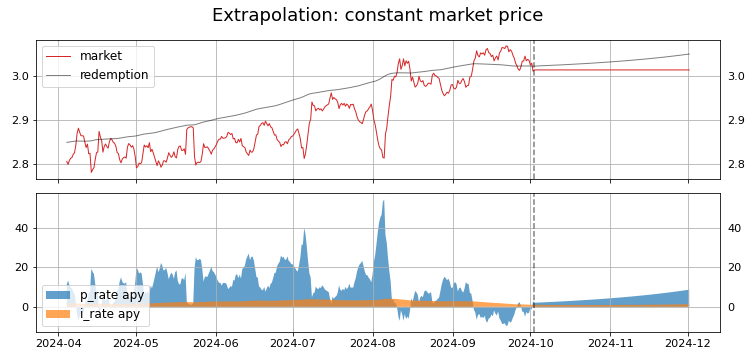 Extrapolation: constant market price
market
redemption
3.0 3.0
2.9 2.9
2.8 2.8
40 40
20 20
0 0
p_rate apy
i_rate apy
2024-04 2024-05 2024-06 2024-07 2024-08 2024-09 2024-10 2024-11 2024-12